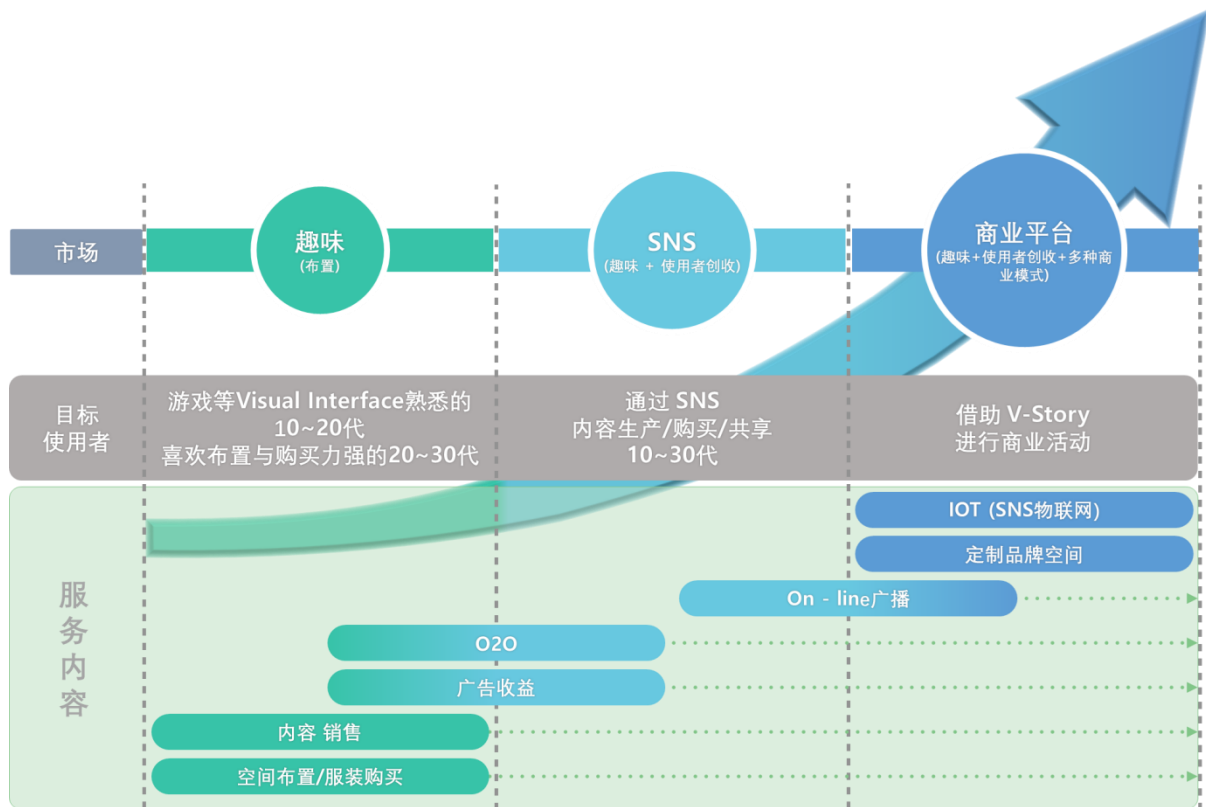 市场
趣味
(布置)
SNS
(趣味 + 使用者创收)
商业平台
(趣味+使用者创收+多种商
业模式)
目标
使用者
游戏等Visual Interface熟悉的
10~20代
喜欢布置与购买力强的20~30代
通过 SNS
内容生产/购买/共享
10~30代
借助 V-Story
进行商业活动
服
务
内
容
IOT (SNS物联网)
定制品牌空间
On - line广播
O2O
广告收益
内容 销售
空间布置/服装购买